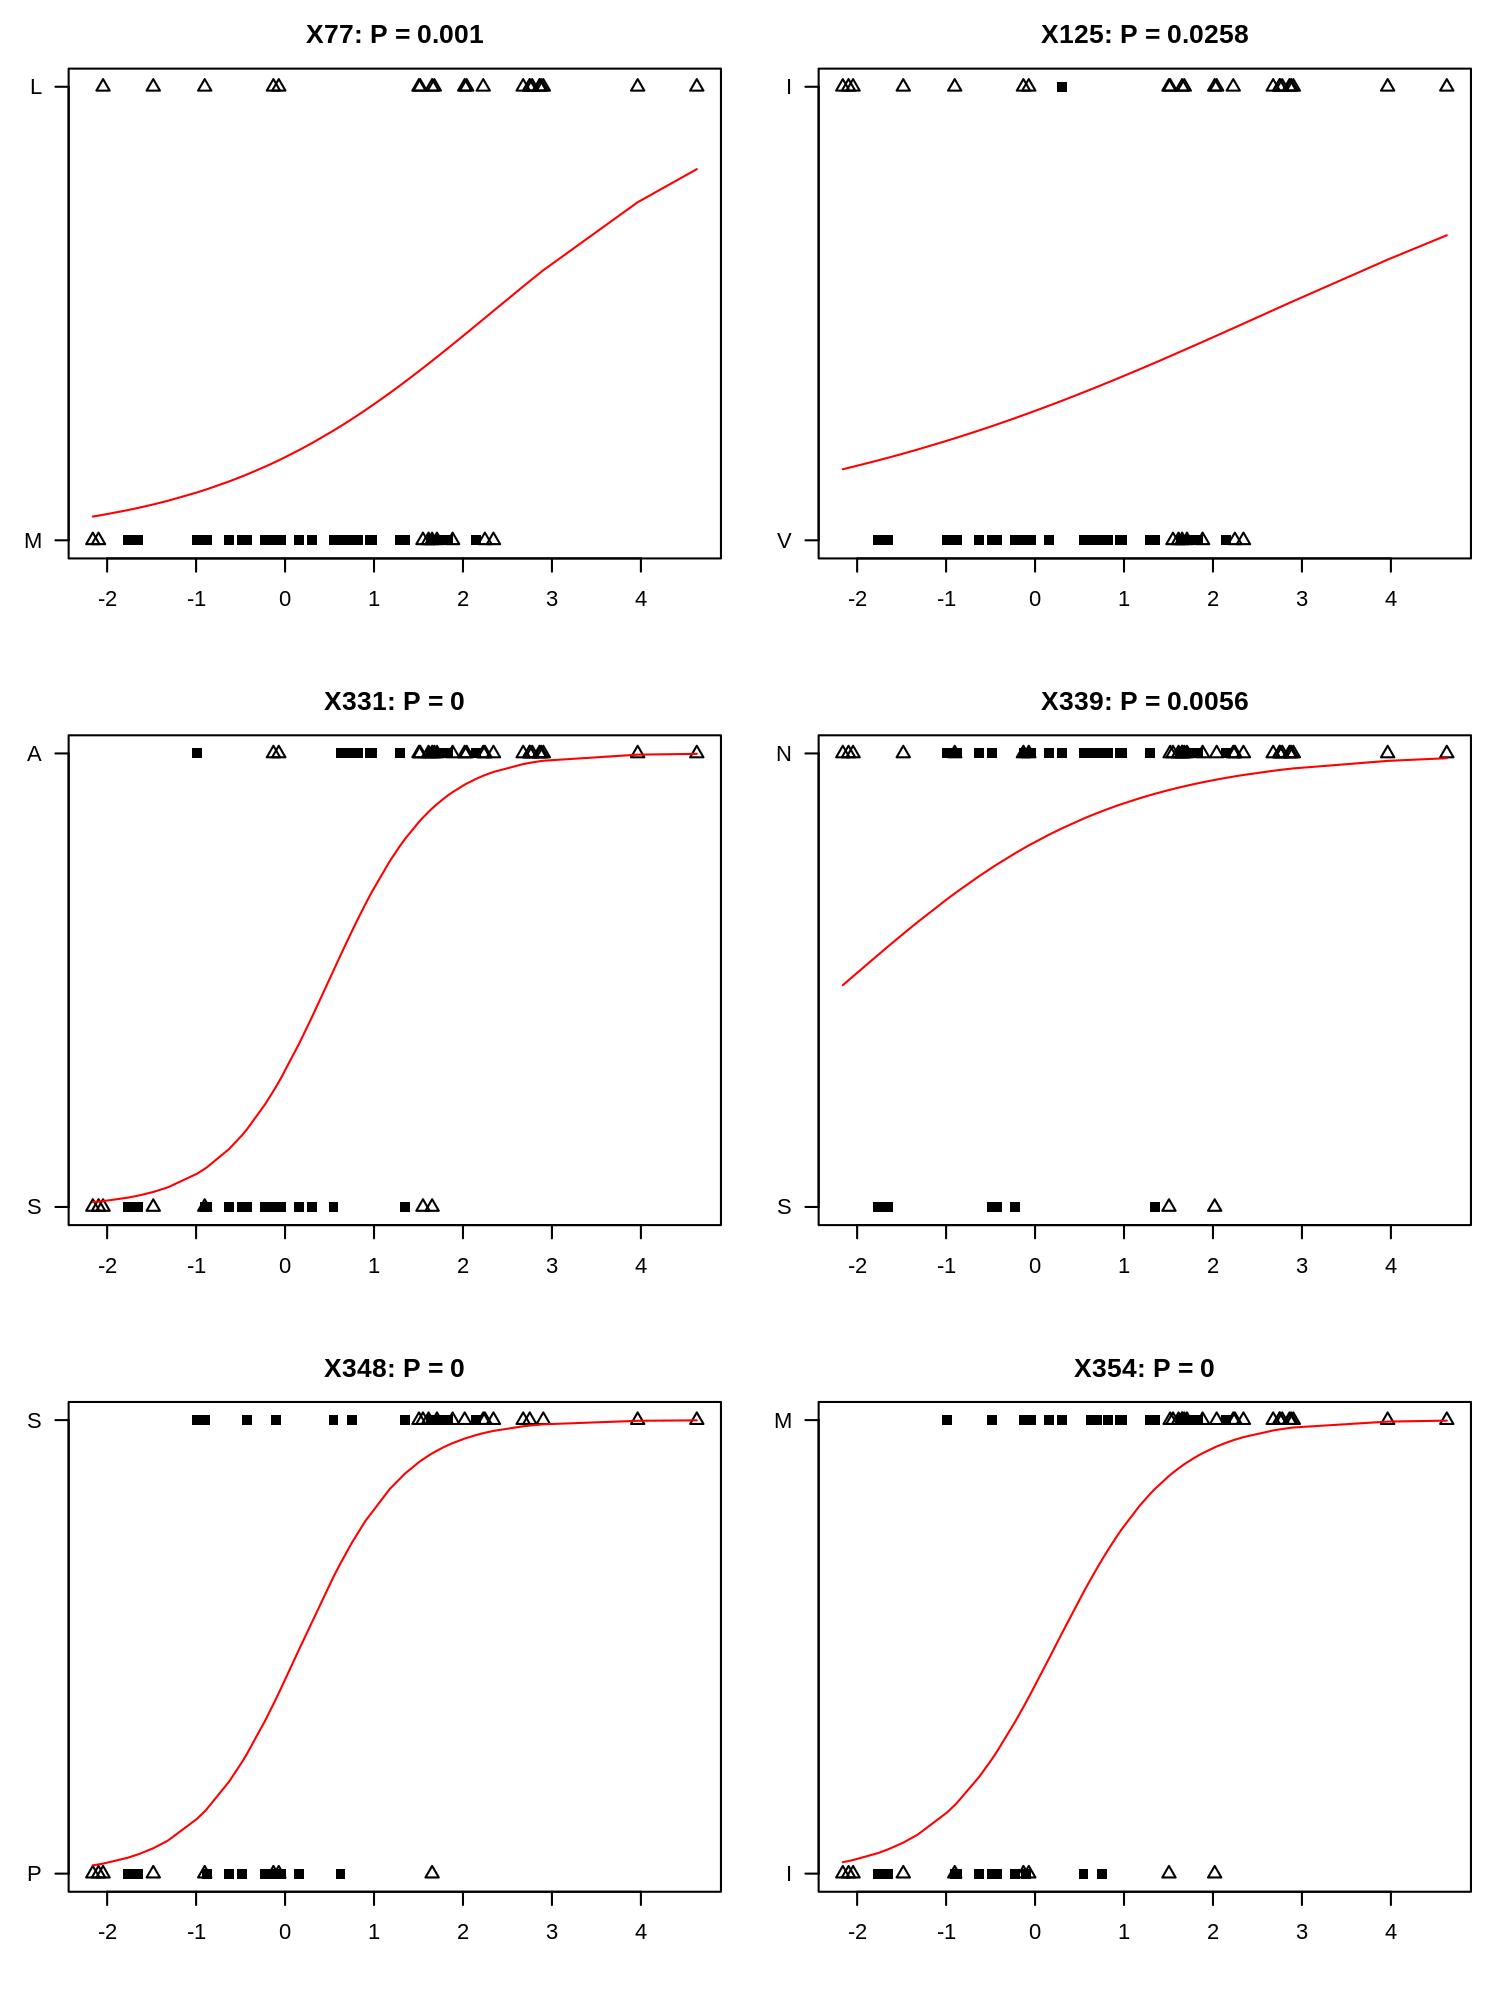 X77: P = 0.001
L
M
-2 -1 0 1 2 3 4
X125: P = 0.0258
I
V
-2 -1 0 1 2 3 4
X331: P = 0
A
S
-2 -1 0 1 2 3 4
X339: P = 0.0056
N
S
-2 -1 0 1 2 3 4
X348: P = 0
S
P
-2 -1 0 1 2 3 4
X354: P = 0
M
I
-2 -1 0 1 2 3 4